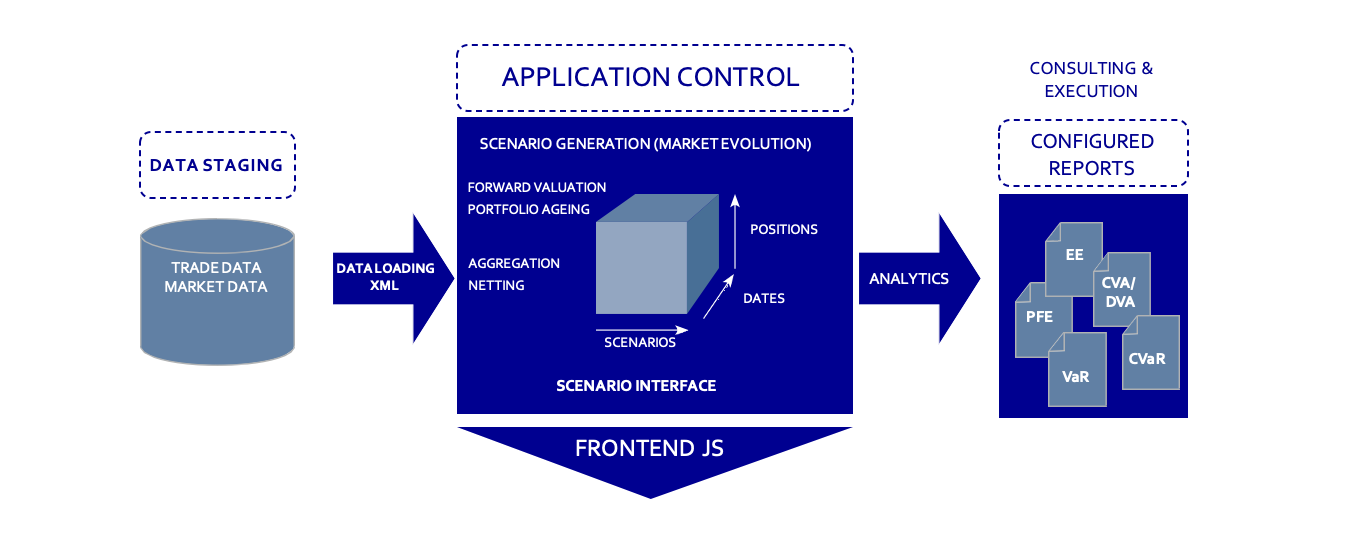 DATA STAGING
TRADE DATA
MARKET DATA
DATA LOADING
XML
APPLICATION CONTROL
SCENARIO GENERATION (MARKET EVOLUTION)
FORWARD VALUATION
PORTFOLIO AGEING
AGGREGATION
NETTING
POSITIONS
DATES
SCENARIOS
SCENARIO INTERFACE
FRONTEND JS
ANALYTICS
CONSULTING &
EXECUTION
CONFIGURED
REPORTS
EE
CVA/
DVA
PFE
CVaR
VaR